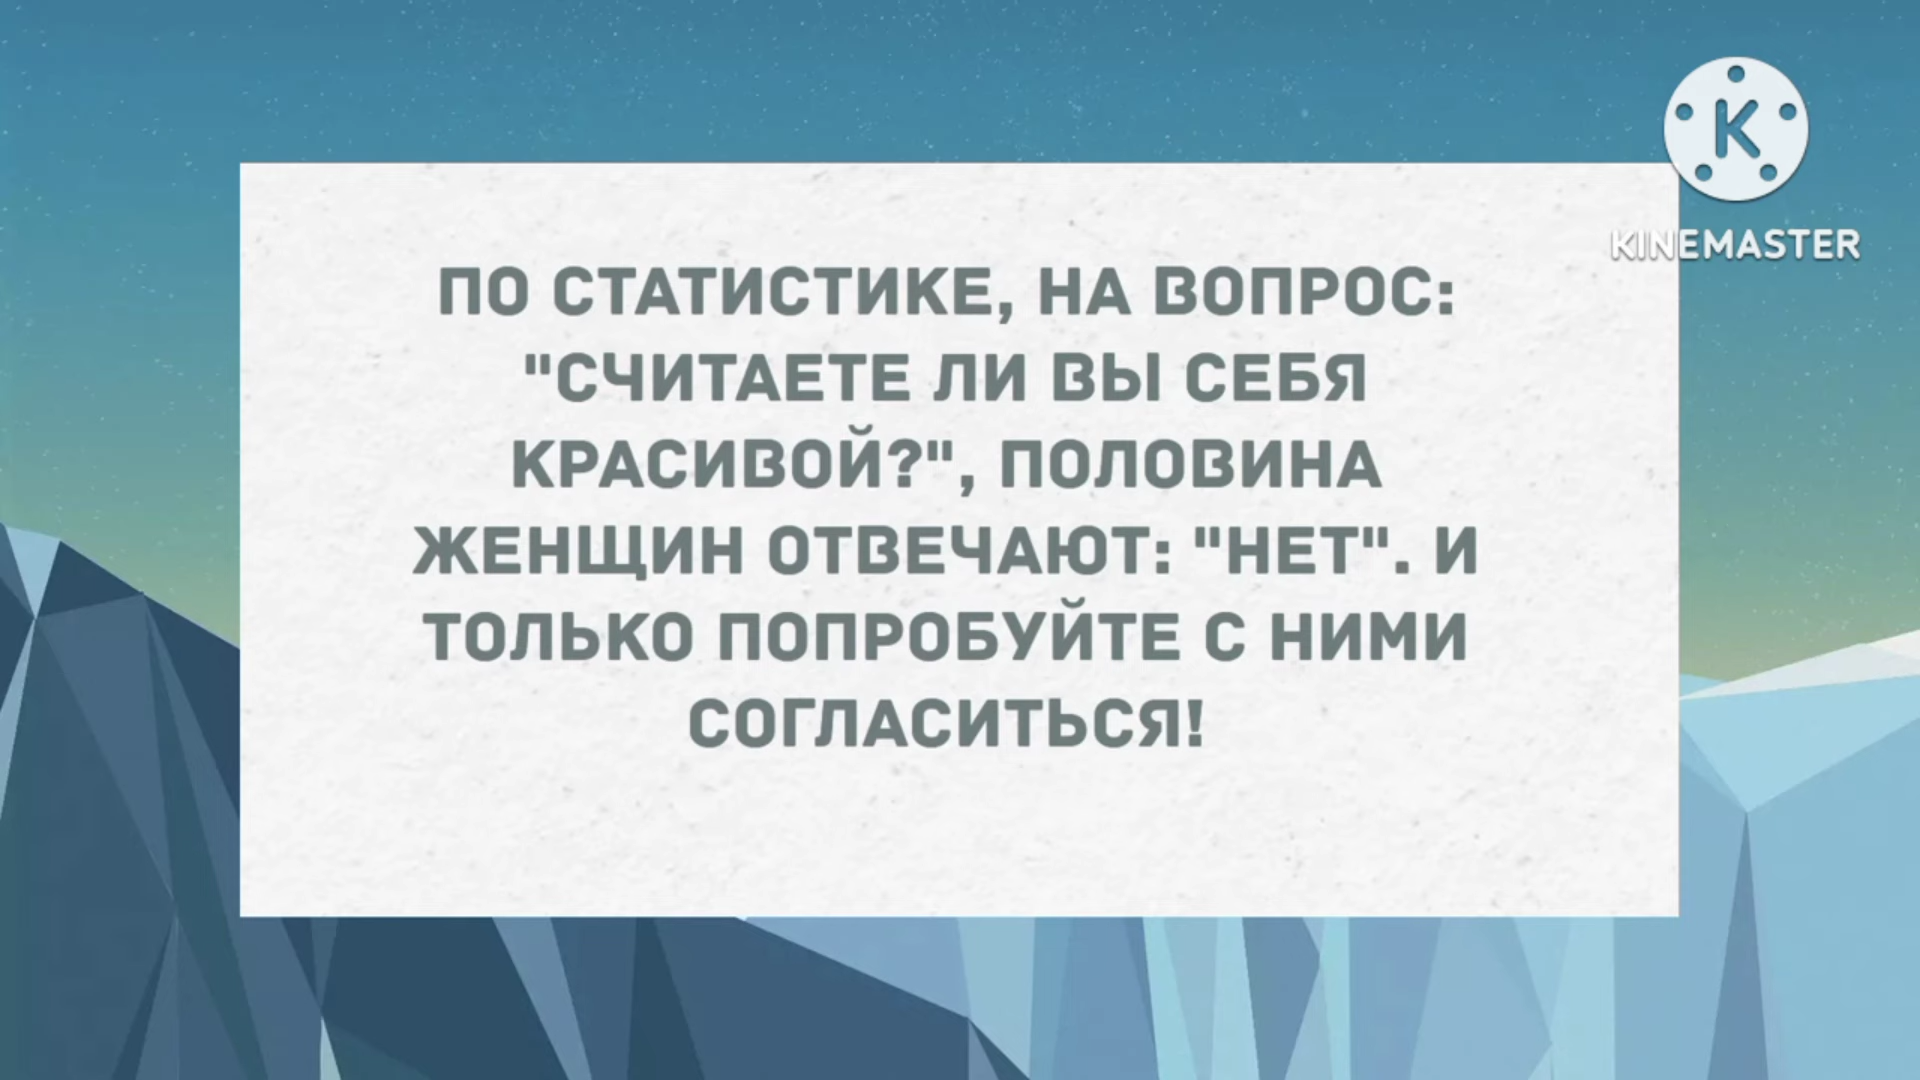 KINEMASTER
ПО СТАТИСТИКЕ, НА ВОПРОС:
"СЧИТАЕТЕ ЛИ ВЫ СЕБЯ
КРАСИВОЙ?", ПОЛОВИНА
ЖЕНЩИН ОТВЕЧАЮТ: "НЕТ". И
ТОЛЬКО ПОПРОБУЙТЕ С НИМИ
СОГЛАСИТЬСЯ!